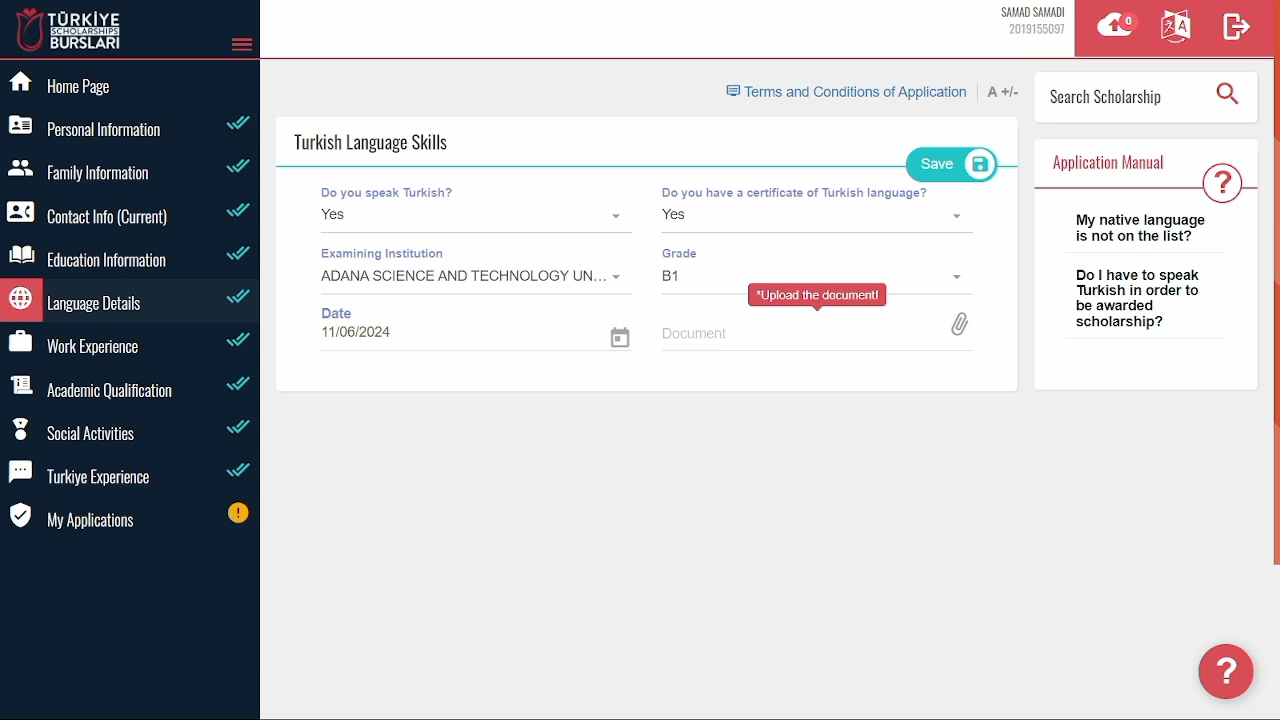 TÜRKİYE
SCHOLARSHIPS
BURSLARI
SAMAD SAMADI
2019155097
0
Home Page
Personal Information
Family Information
Contact Info (Current)
Education Information
Language Details
Work Experience
Academic Qualification
Social Activities
Turkiye Experience
My Applications
!
Terms and Conditions of Application
A +/-
Turkish Language Skills
Save
Do you speak Turkish?
Yes
Do you have a certificate of Turkish language?
Yes
Examining Institution
ADANA SCIENCE AND TECHNOLOGY UN...
Grade
B1
*Upload the document!
Date
11/06/2024
Document
Search Scholarship
Application Manual
?
My native language
is not on the list?
Do I have to speak
Turkish in order to
be awarded
scholarship?
?